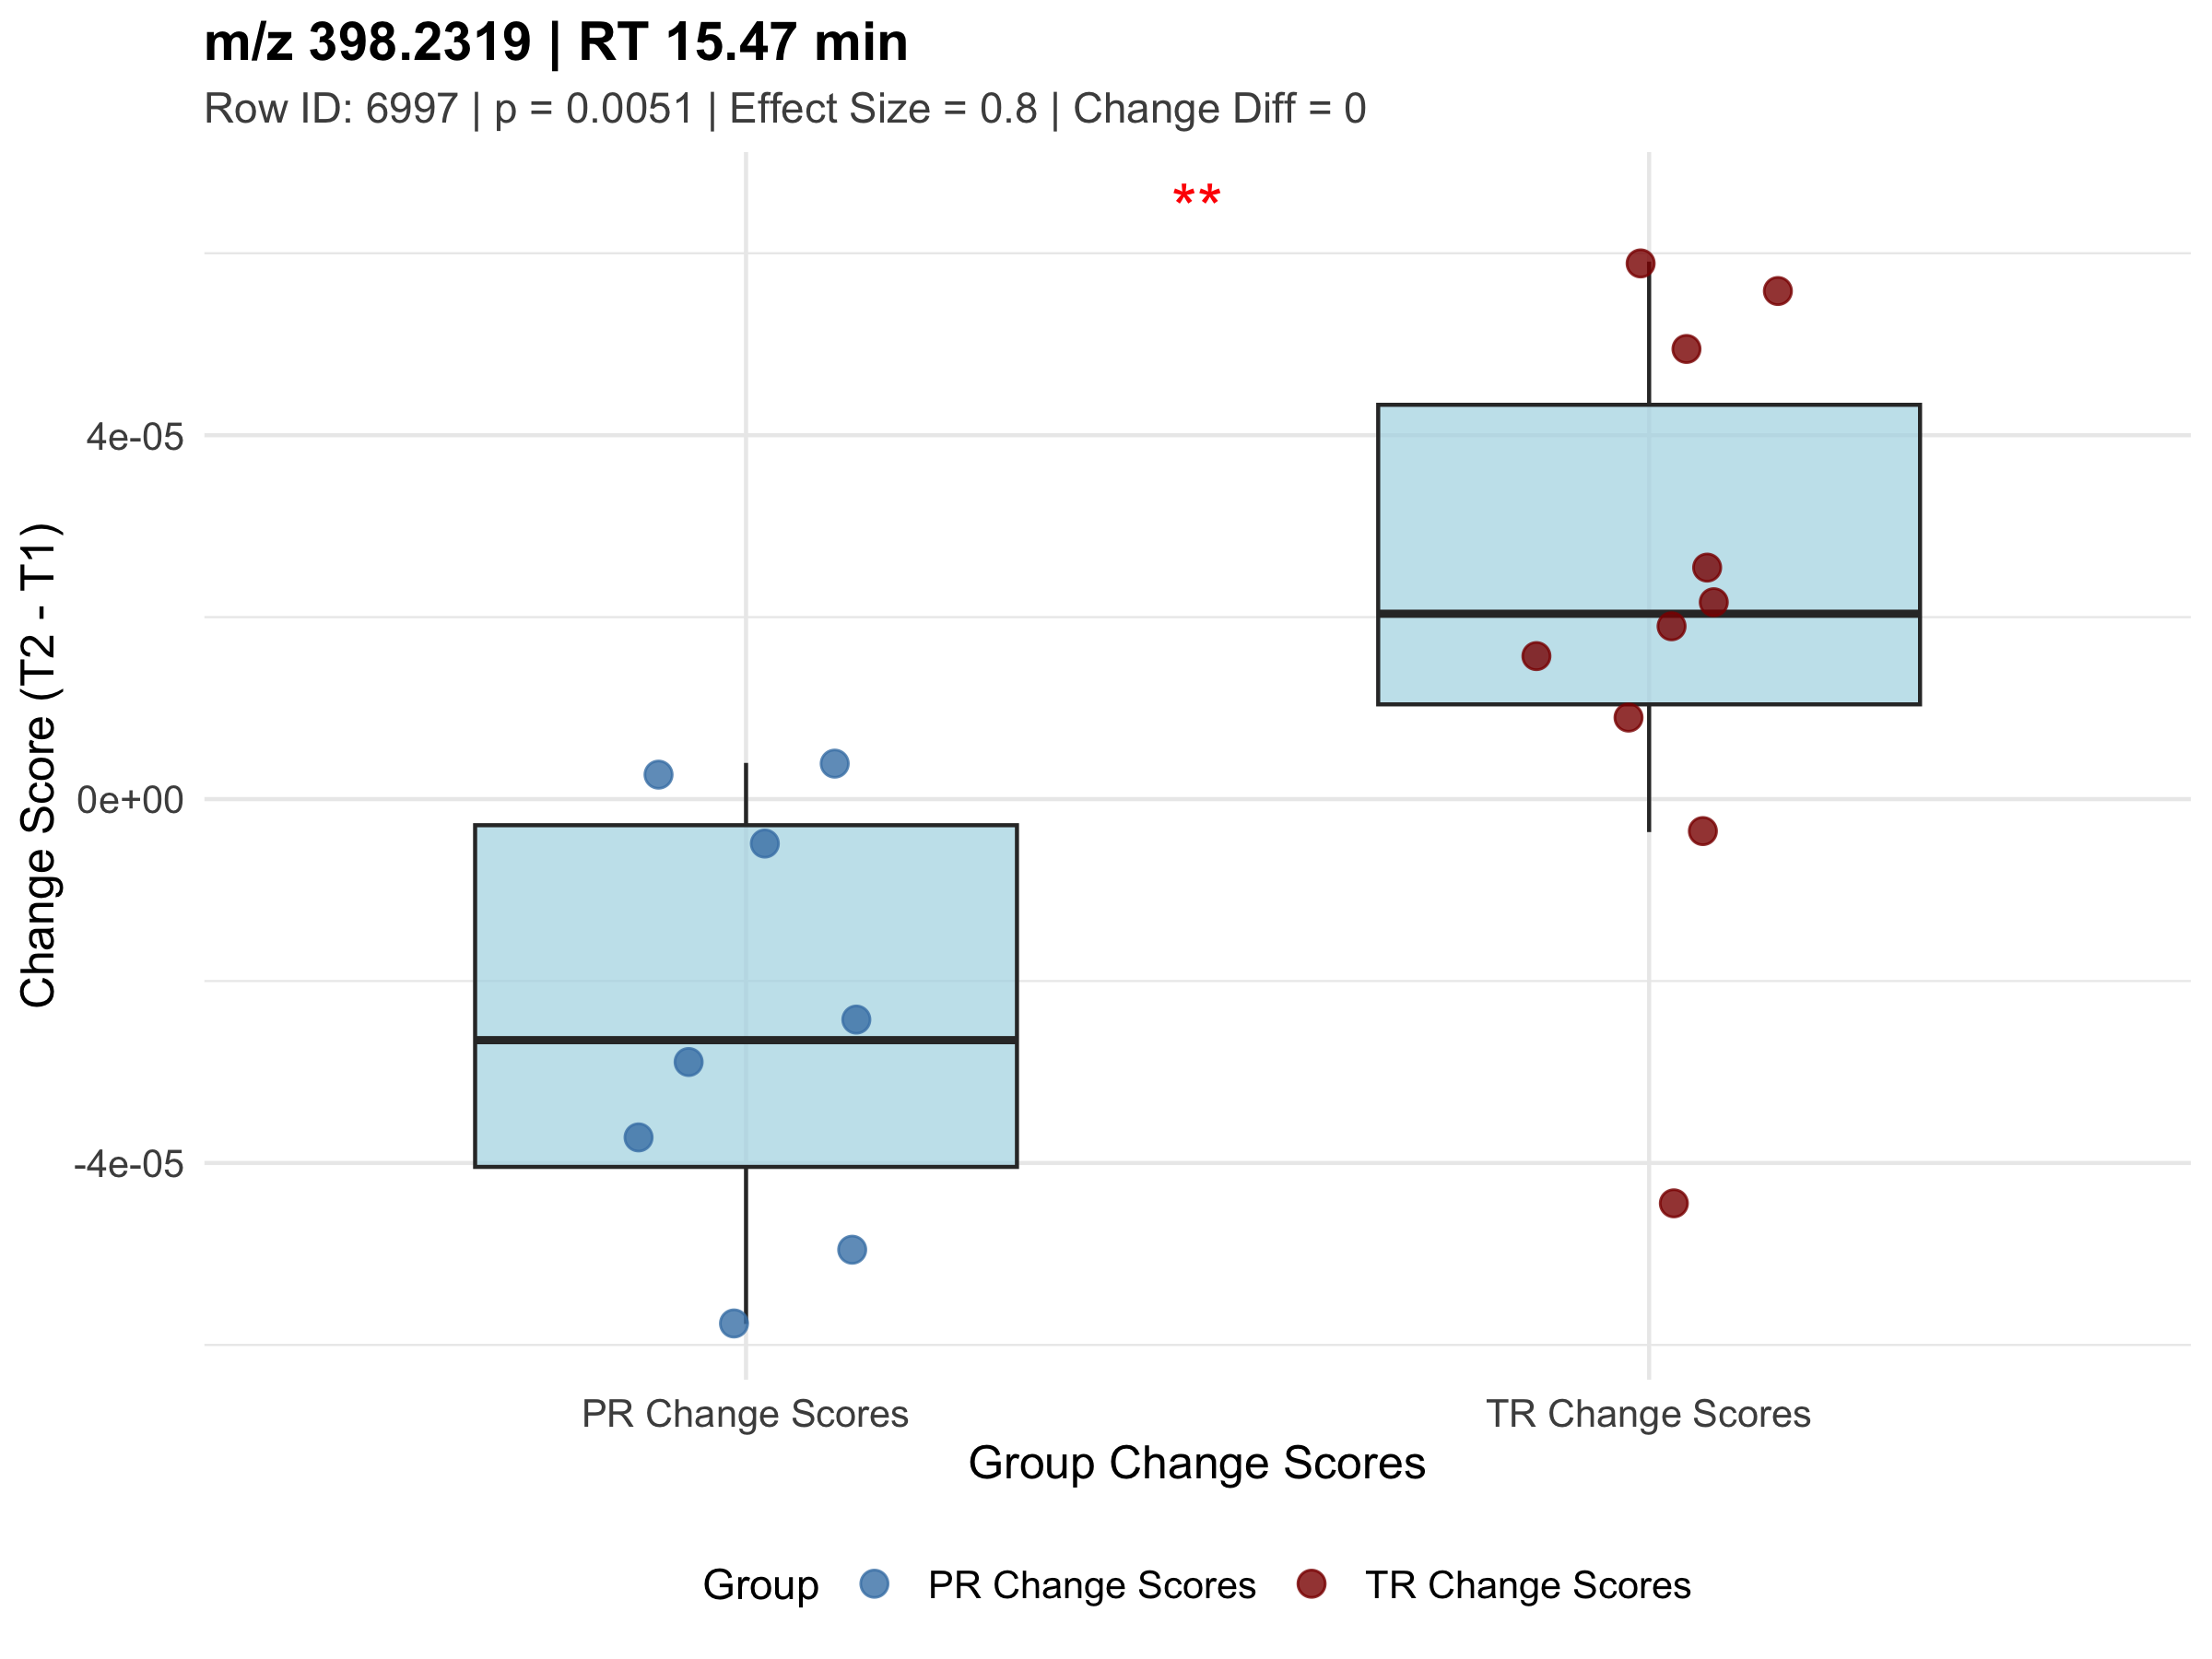 m/z 398.2319 | RT 15.47 min
Row ID: 6997 | p = 0.0051 | Effect Size = 0.8 | Change Diff = 0
**
Change Score (T2 - T1)
4e-05
0e+00
-4e-05
PR Change Scores
TR Change Scores
Group Change Scores
Group
PR Change Scores
TR Change Scores